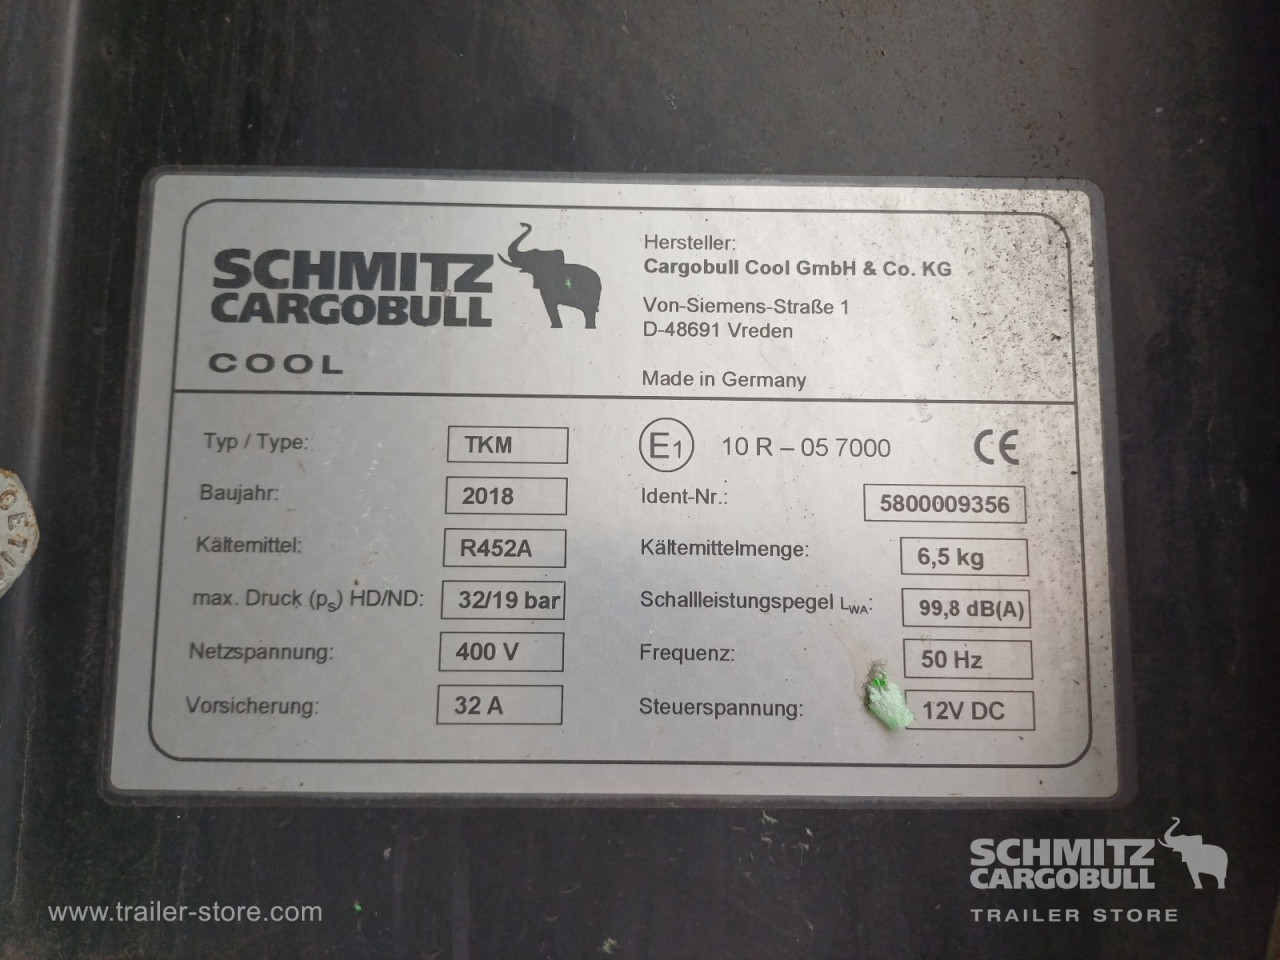 SCHMITZ
CARGOBULL
COOL
Hersteller:
Cargobull Cool GmbH & Co. KG
Von-Siemens-Straße 1
D-48691 Vreden
Made in Germany
Typ / Type: TKM
E1 10 R – 05 7000 CE
Baujahr: 2018
Ident-Nr.: 5800009356
Kältemittel: R452A
Kältemittelmenge: 6,5 kg
max. Druck (ps) HD/ND: 32/19 bar
Schallleistungspegel LWA: 99,8 dB(A)
Netzspannung: 400 V
Frequenz: 50 Hz
Vorsicherung: 32 A
Steuerspannung: 12V DC
www.trailer-store.com
SCHMITZ
CARGOBULL
TRAILER STORE